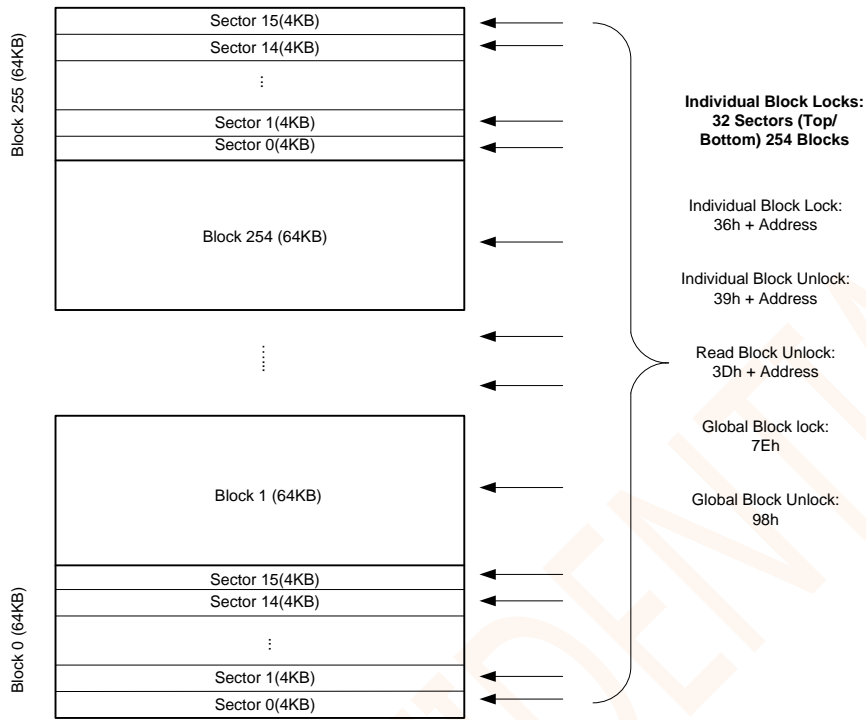 Block 255 (64KB)
Sector 15(4KB)
Sector 14(4KB)
...
Sector 1(4KB)
Sector 0(4KB)
Block 254 (64KB)
......
Block 1 (64KB)
Block 0 (64KB)
Sector 15(4KB)
Sector 14(4KB)
...
Sector 1(4KB)
Sector 0(4KB)
Individual Block Locks:
32 Sectors (Top/
Bottom) 254 Blocks
Individual Block Lock:
36h + Address
Individual Block Unlock:
39h + Address
Read Block Unlock:
3Dh + Address
Global Block lock:
7Eh
Global Block Unlock:
98h